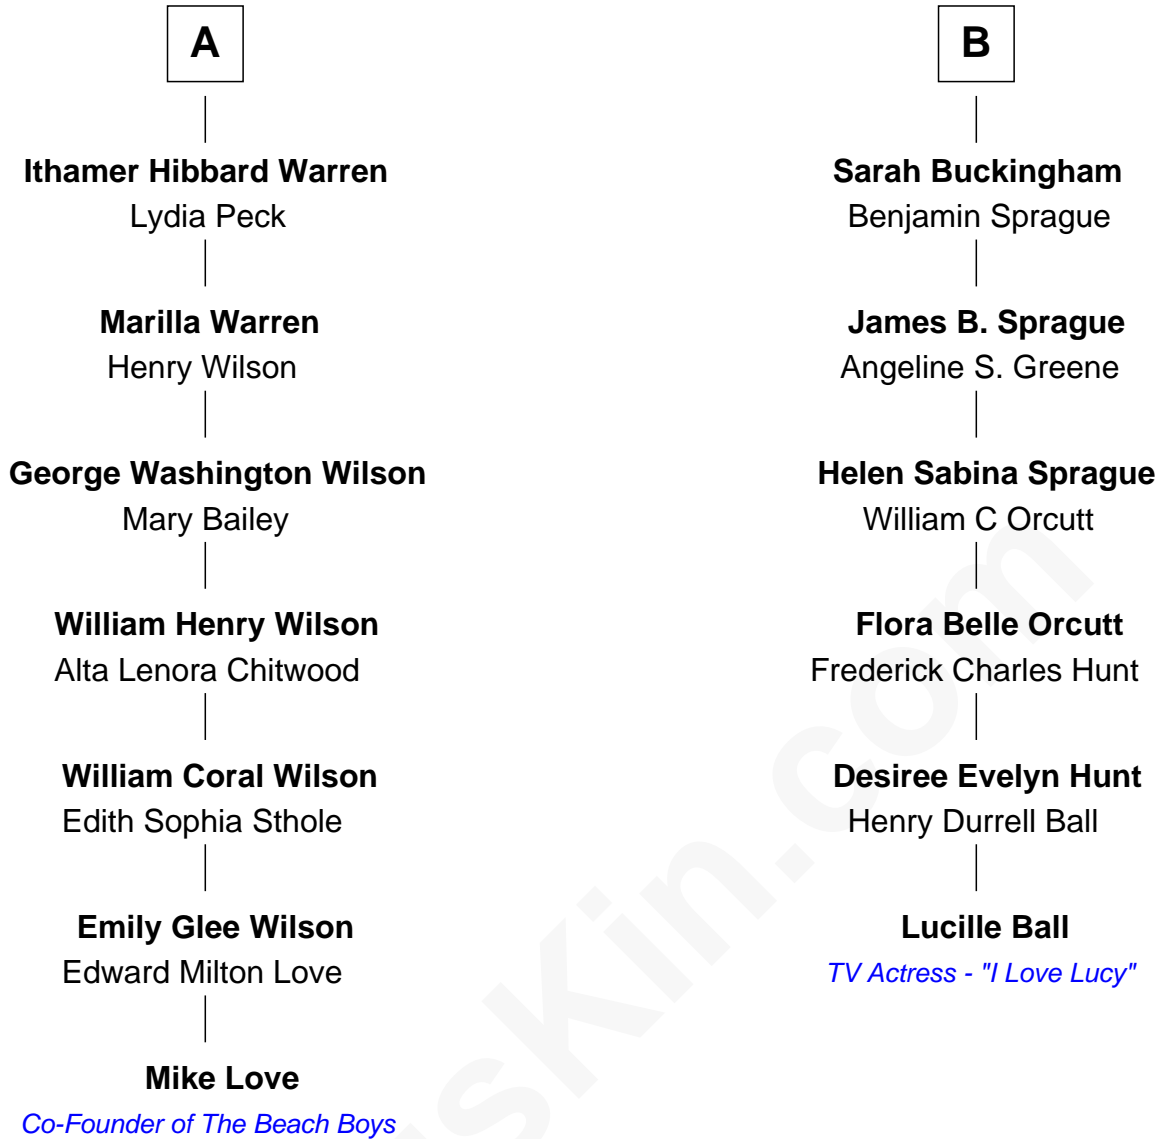 A
Ithamer Hibbard Warren
Lydia Peck
Marilla Warren
Henry Wilson
George Washington Wilson
Mary Bailey
William Henry Wilson
Alta Lenora Chitwood
William Coral Wilson
Edith Sophia Sthole
Emily Glee Wilson
Edward Milton Love
Mike Love
Co-Founder of The Beach Boys
B
Sarah Buckingham
Benjamin Sprague
James B. Sprague
Angeline S. Greene
Helen Sabina Sprague
William C Orcutt
Flora Belle Orcutt
Frederick Charles Hunt
Desiree Evelyn Hunt
Henry Durrell Ball
Lucille Ball
TV Actress - "I Love Lucy"
sKin.com